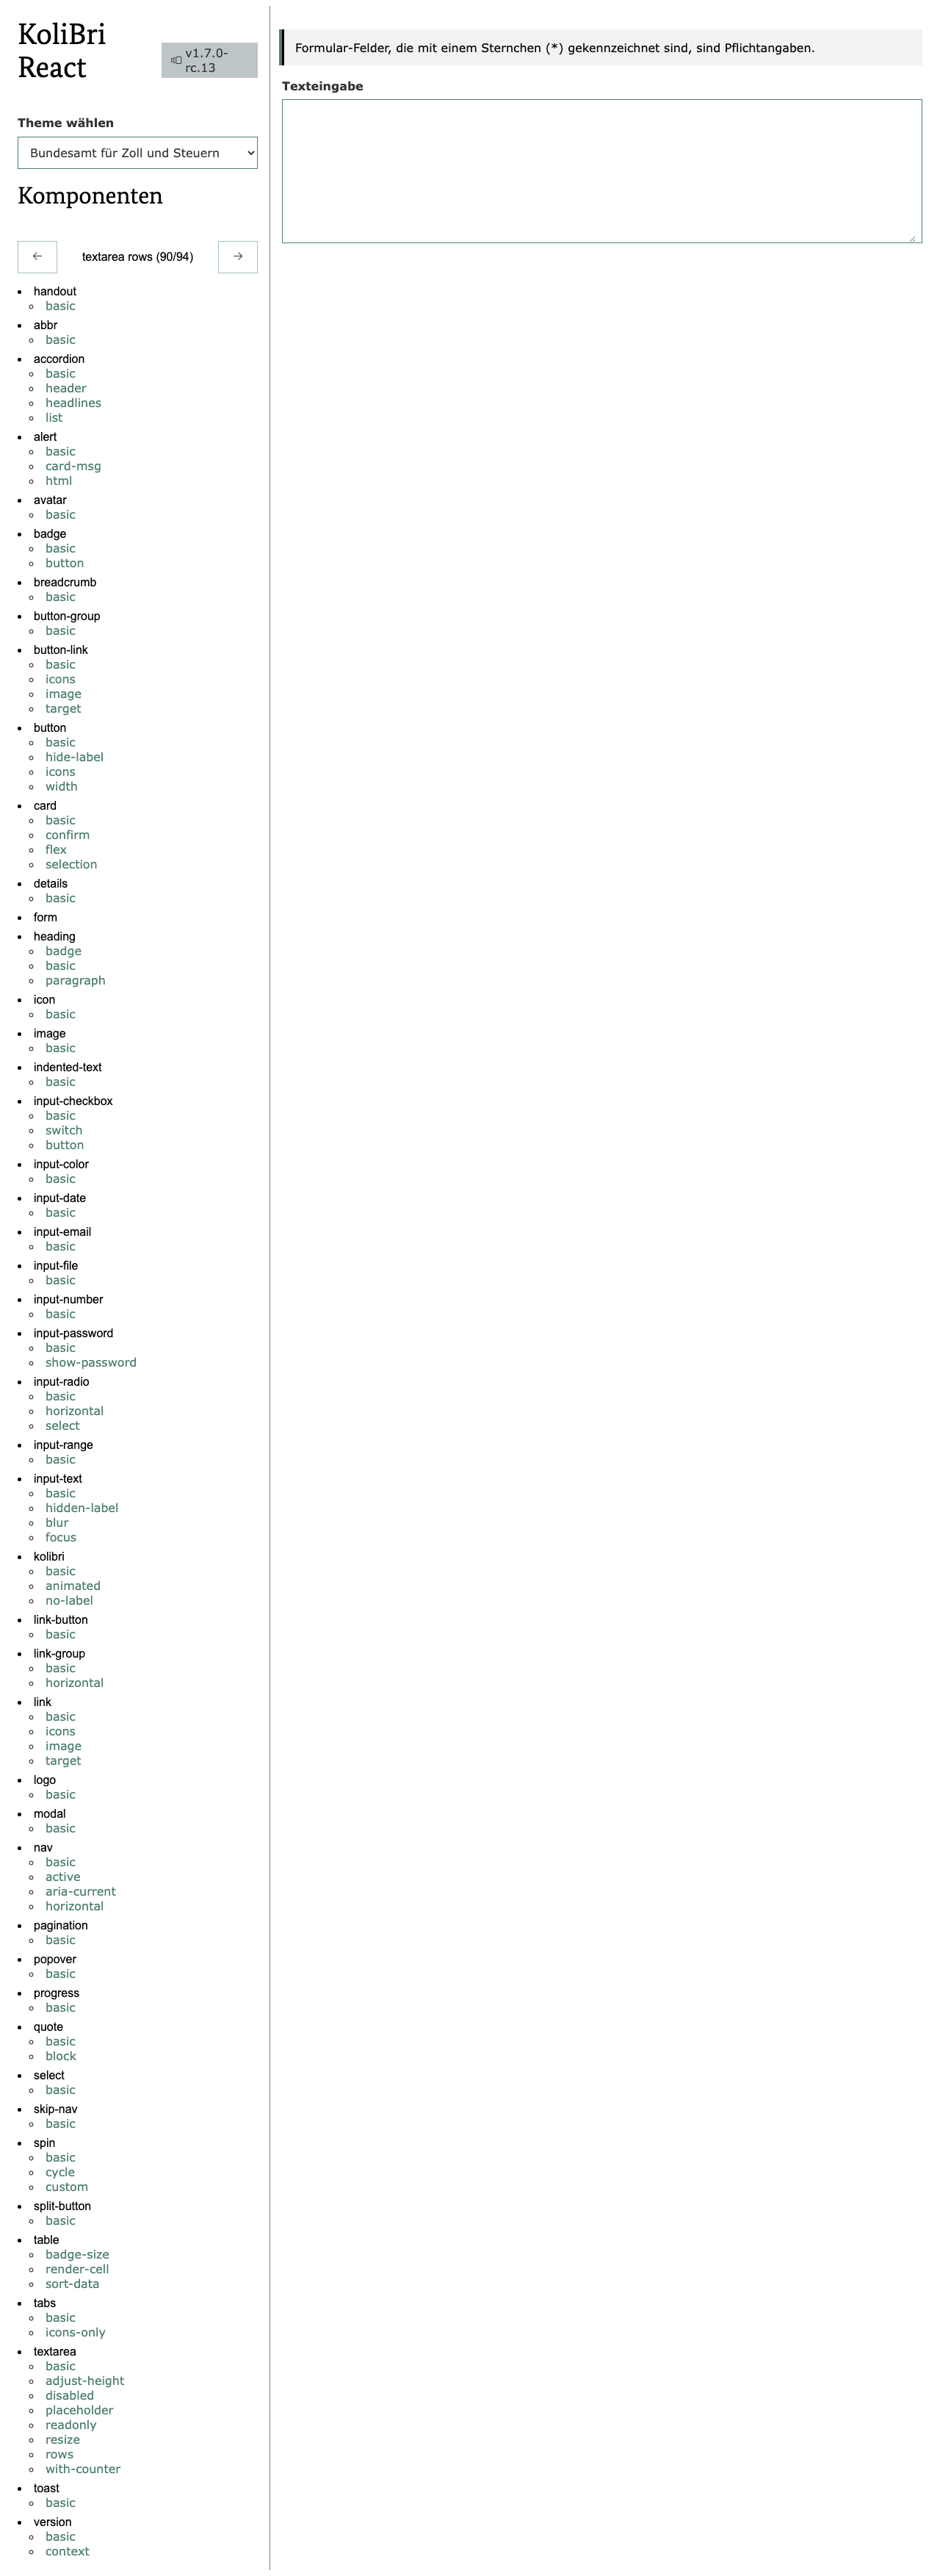 KoliBri
React
v1.7.0-
rc.13
Theme wählen
Bundesamt für Zoll und Steuern
Komponenten
← textarea rows (90/94) →
handout
basic
abbr
basic
accordion
basic
header
headlines
list
alert
basic
card-msg
html
avatar
basic
badge
basic
button
breadcrumb
basic
button-group
basic
button-link
basic
icons
image
target
button
basic
hide-label
icons
width
card
basic
confirm
flex
selection
details
basic
form
heading
badge
basic
paragraph
icon
basic
image
basic
indented-text
basic
input-checkbox
basic
switch
button
input-color
basic
input-date
basic
input-email
basic
input-file
basic
input-number
basic
input-password
basic
show-password
input-radio
basic
horizontal
select
input-range
basic
input-text
basic
hidden-label
blur
focus
kolibri
basic
animated
no-label
link-button
basic
link-group
basic
horizontal
link
basic
icons
image
target
logo
basic
modal
basic
nav
basic
active
aria-current
horizontal
pagination
basic
popover
basic
progress
basic
quote
basic
block
select
basic
skip-nav
basic
spin
basic
cycle
custom
split-button
basic
table
badge-size
render-cell
sort-data
tabs
basic
icons-only
textarea
basic
adjust-height
disabled
placeholder
readonly
resize
rows
with-counter
toast
basic
version
basic
context
Formular-Felder, die mit einem Sternchen (*) gekennzeichnet sind, sind Pflichtangaben.
Texteingabe